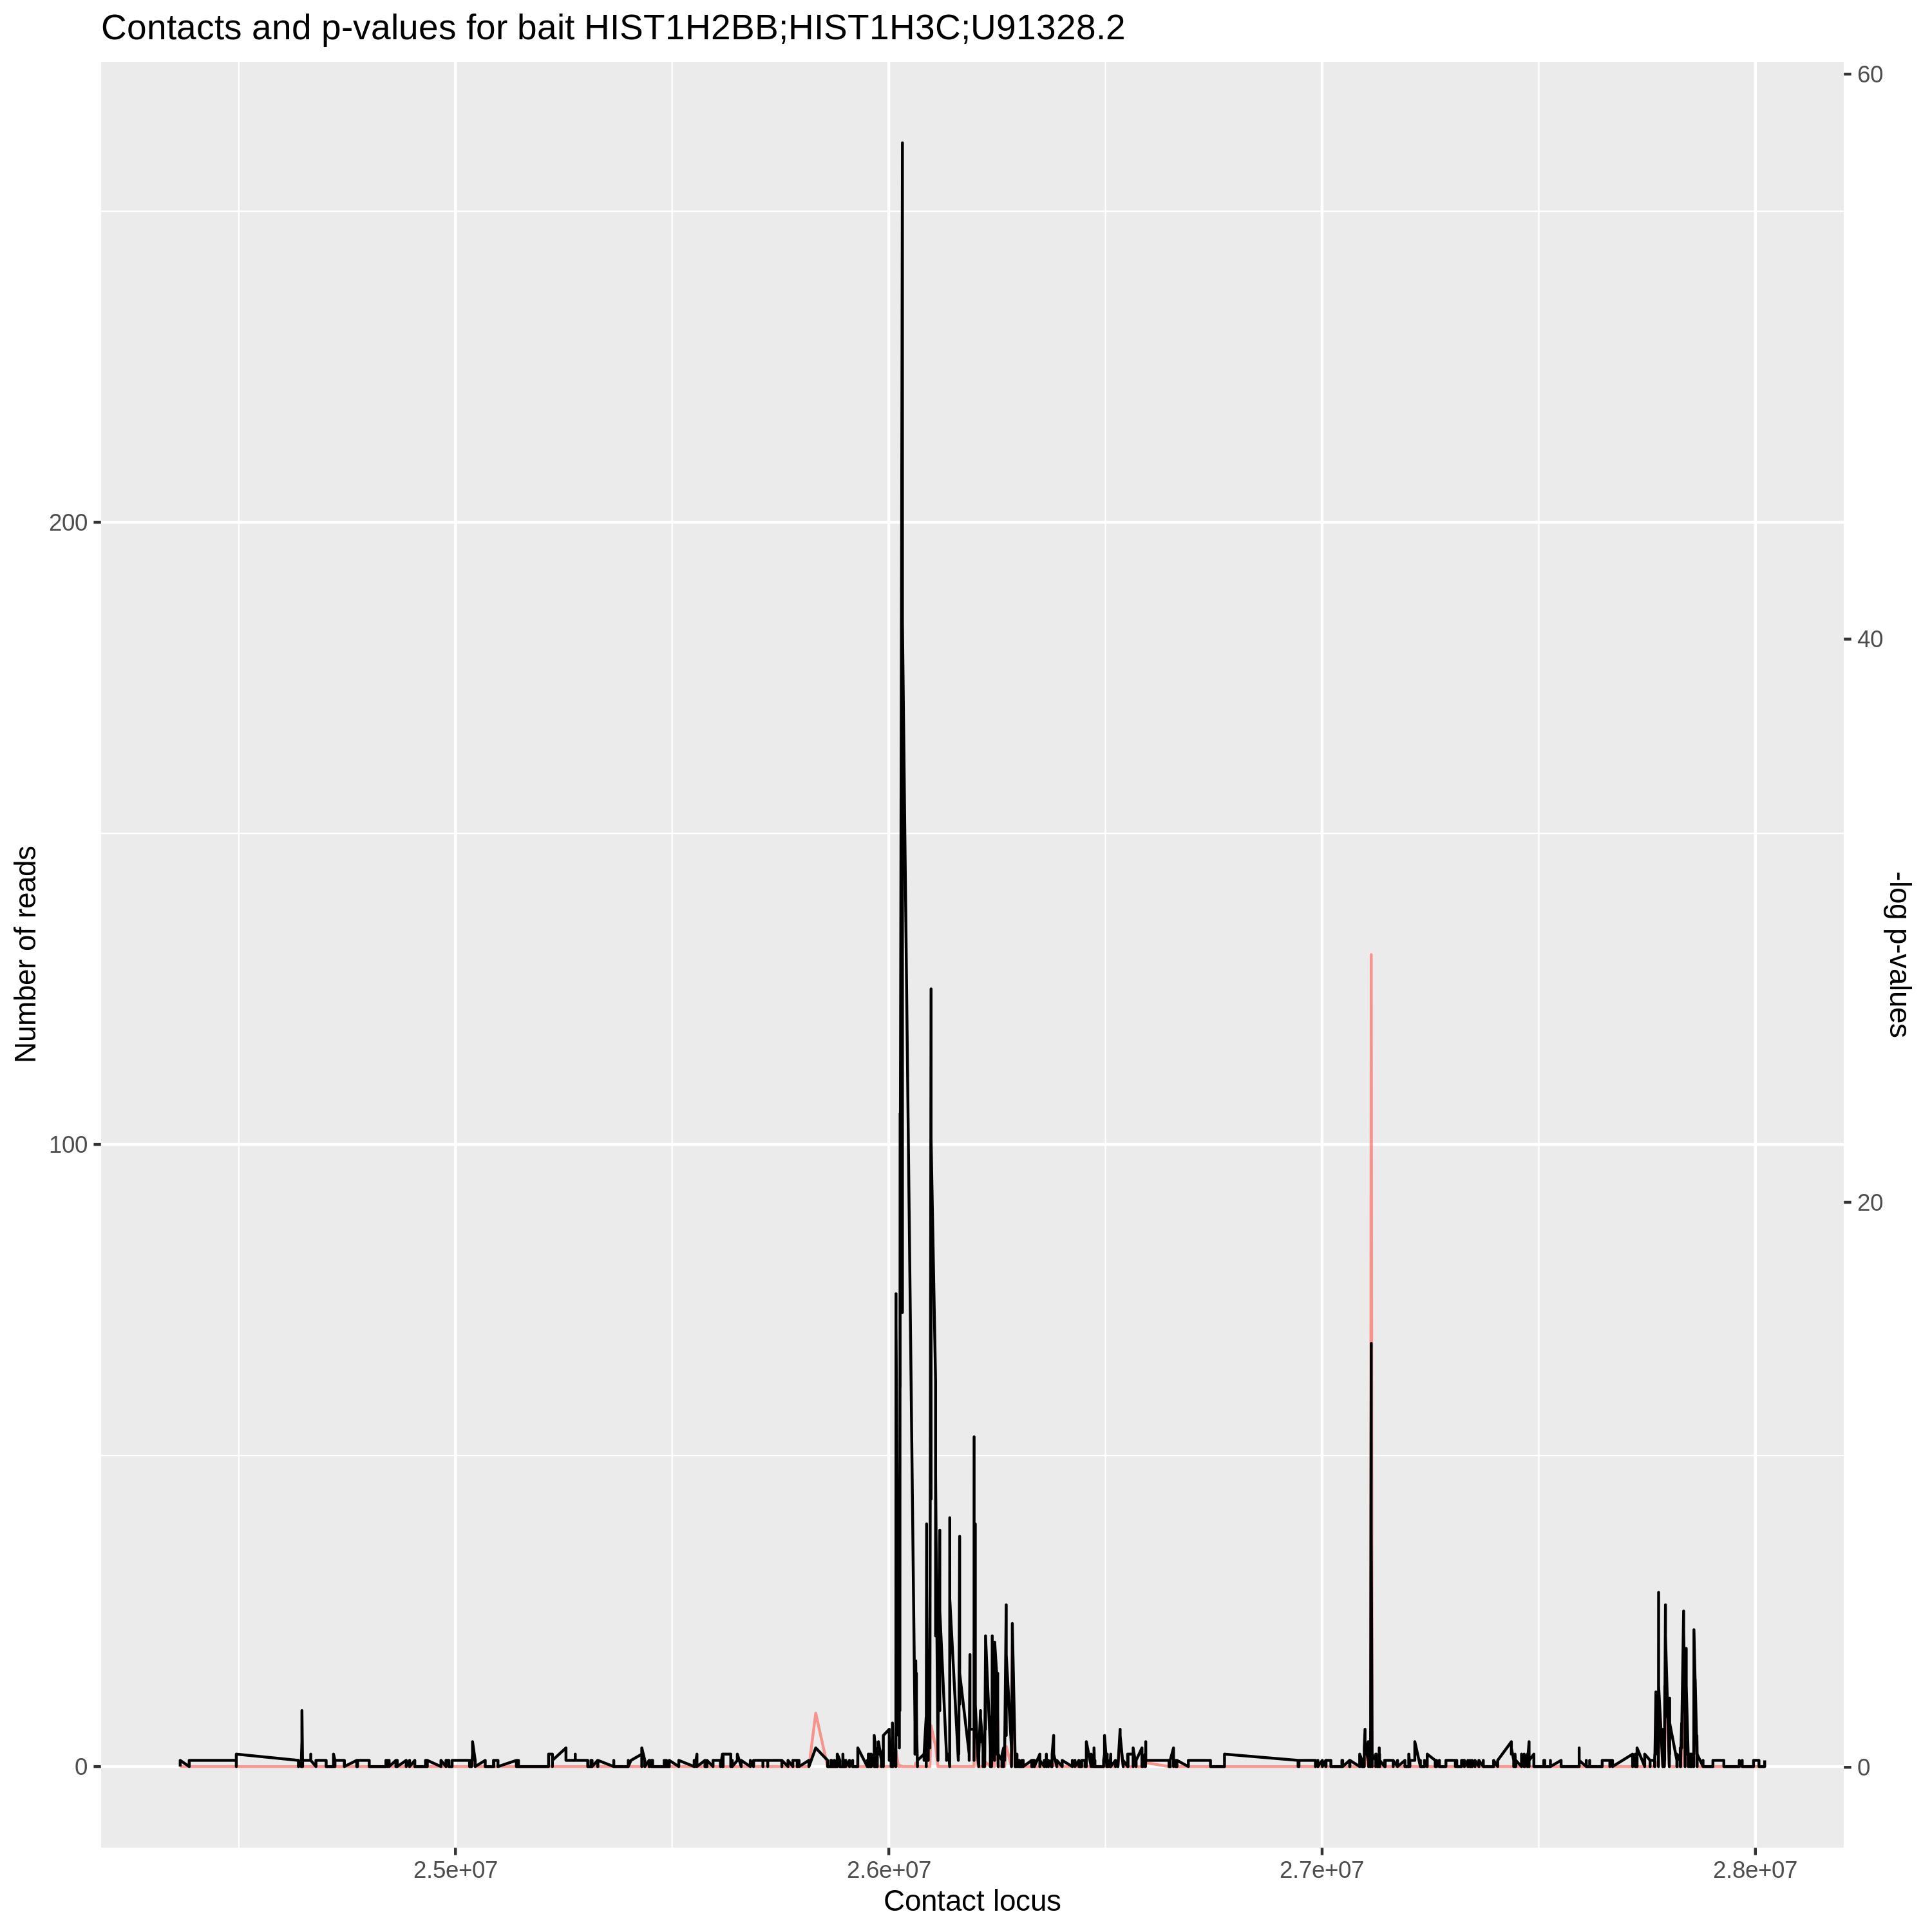 Contacts and p-values for bait HIST1H2BB;HIST1H3C;U91328.2
60
200
40
Number of reads
-log p-values
100
20
0
0
2.5e+07
2.6e+07
2.7e+07
2.8e+07
Contact locus